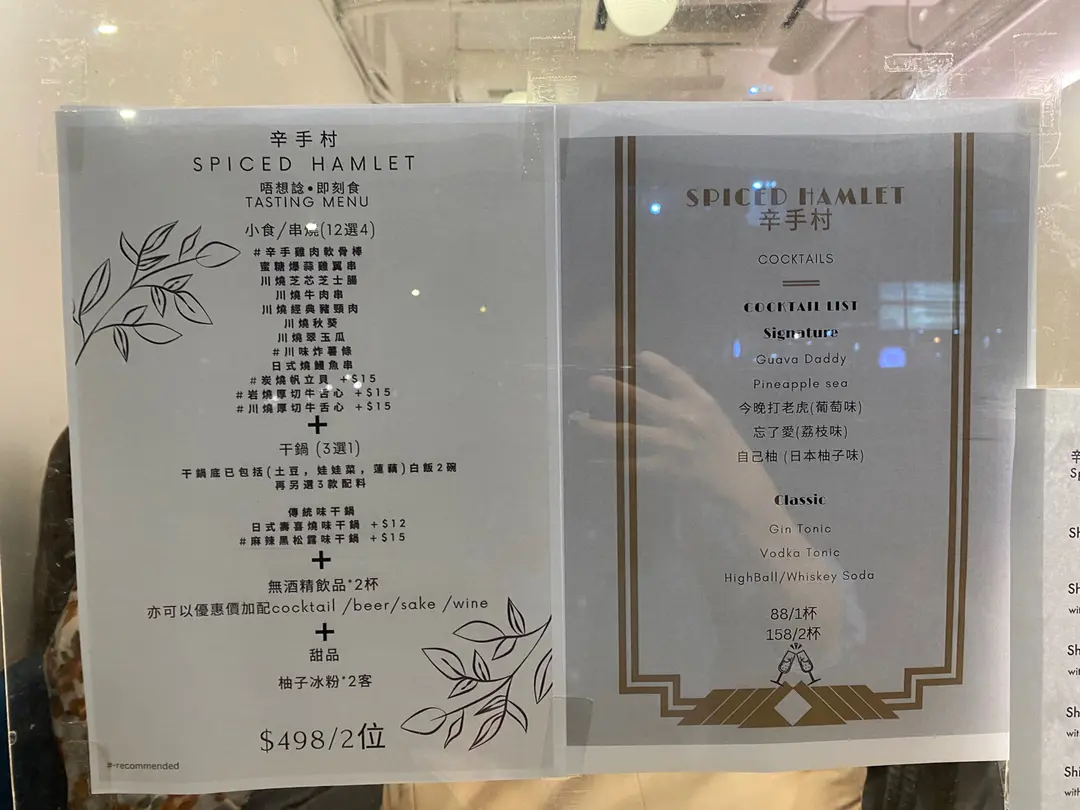 辛手村
SPICED HAMLET
唔想諗•即刻食
TASTING MENU
小食/串燒(12選4)
#辛手雞肉軟骨棒
蜜糖爆蒜雞翼串
川燒芝芯芝士腸
川燒牛肉串
川燒經典豬頸肉
川燒秋葵
川燒翠玉瓜
#川味炸薯條
日式燒鰻魚串
#炭燒帆立貝 +$15
#岩燒厚切牛舌心 +$15
#川燒厚切牛舌心 +$15
+
干鍋 (3選1)
干鍋底已包括(土豆, 娃娃菜, 蓮藕)白飯2碗
再另選3款配料
傳統味干鍋
日式壽喜燒味干鍋 +$12
#麻辣黑松露味干鍋 +$15
+
無酒精飲品*2杯
亦可以優惠價加配cocktail /beer/sake /wine
+
甜品
柚子冰粉*2客
$498/2位
#-recommended
SPICED HAMLET
辛手村
COCKTAILS
COCKTAIL LIST
Signature
Guava Daddy
Pineapple sea
今晚打老虎(葡萄味)
忘了愛(荔枝味)
自己柚 (日本柚子味)
Classic
Gin Tonic
Vodka Tonic
HighBall/Whiskey Soda
88/1杯
158/2杯